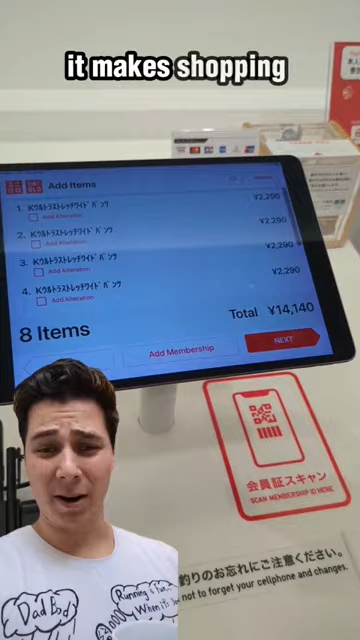 it makes shopping
Add Items
1. Kウルトラストレッチワイドパンツ ¥2,290
Add Alteration
2. Kウルトラストレッチワイドパンツ ¥2,290
Add Alteration
3. Kウルトラストレッチワイドパンツ ¥2,290
Add Alteration
4. Kウルトラストレッチワイドパンツ ¥2,290
Add Alteration
8 Items Total ¥14,140
Add Membership NEXT
会員証スキャン
SCAN MEMBERSHIP ID HERE
釣りのお忘れにご注意ください。
not to forget your cellphone and changes.
Dad Bod
Running is Fun
When it's